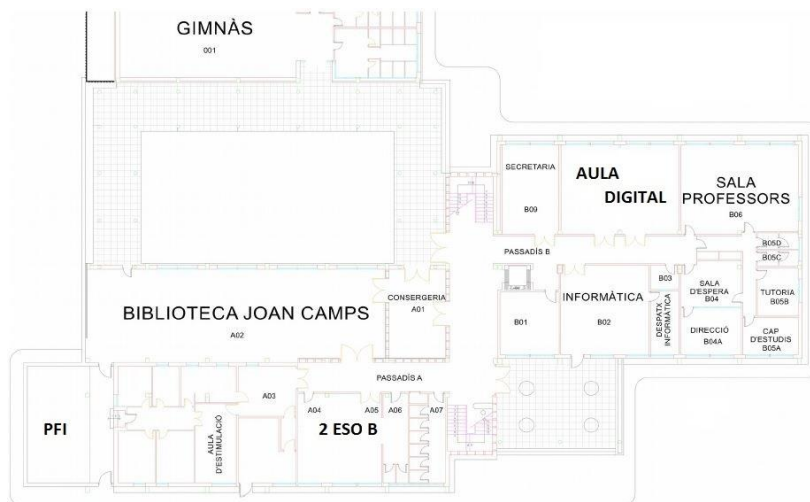 GIMNÀS
001
SECRETARIA
B09
AULA
DIGITAL
SALA
PROFESSORS
B06
PASSADÍS B
B05D
B05C
B03
CONSERGERIA
A01
BIBLIOTECA JOAN CAMPS
A02
B01
INFORMÀTICA
B02
DESPATX
INFORMÀTICA
SALA
D'ESPERA
B04
TUTORIA
B05B
DIRECCIÓ
B04A
CAP
D'ESTUDIS
B05A
PASSADÍS A
PFI
AULA
D'ESTIMULACIÓ
A03
A04
A05
A06
A07
2 ESO B